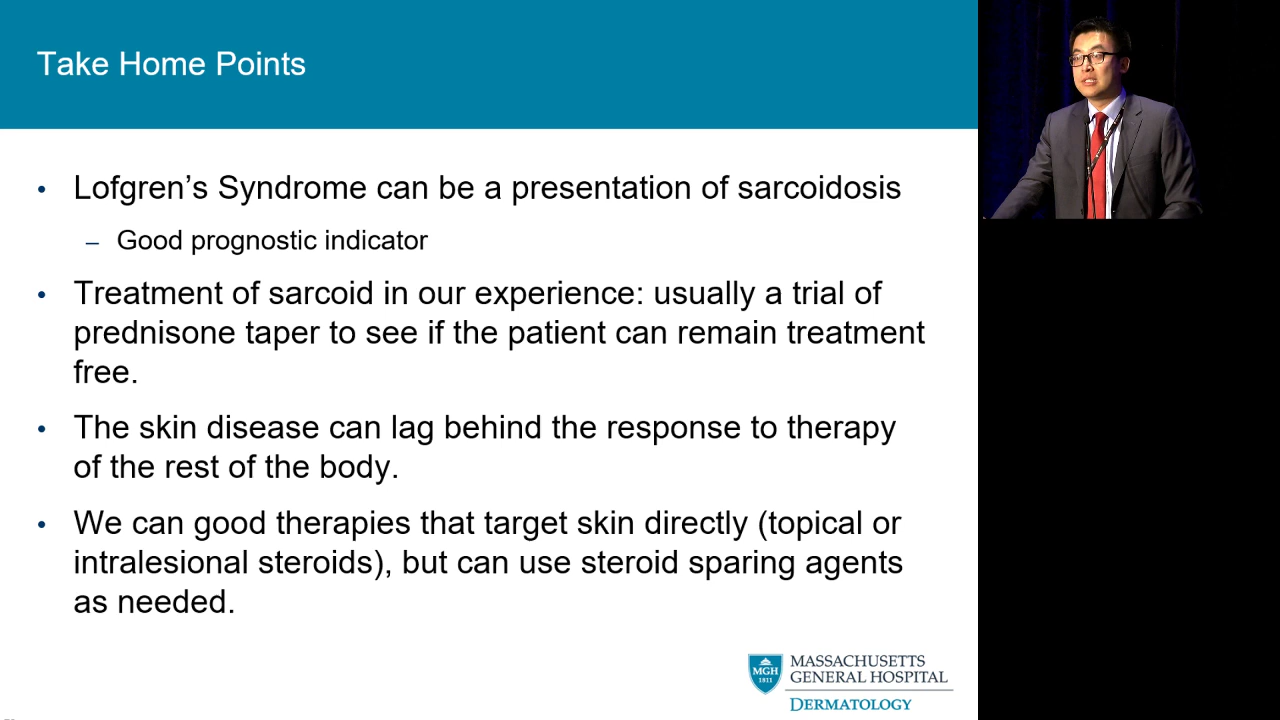 Take Home Points
• Lofgren’s Syndrome can be a presentation of sarcoidosis
– Good prognostic indicator
• Treatment of sarcoid in our experience: usually a trial of
prednisone taper to see if the patient can remain treatment
free.
• The skin disease can lag behind the response to therapy
of the rest of the body.
• We can good therapies that target skin directly (topical or
intralesional steroids), but can use steroid sparing agents
as needed.
MGH
1811
MASSACHUSETTS
GENERAL HOSPITAL
DERMATOLOGY